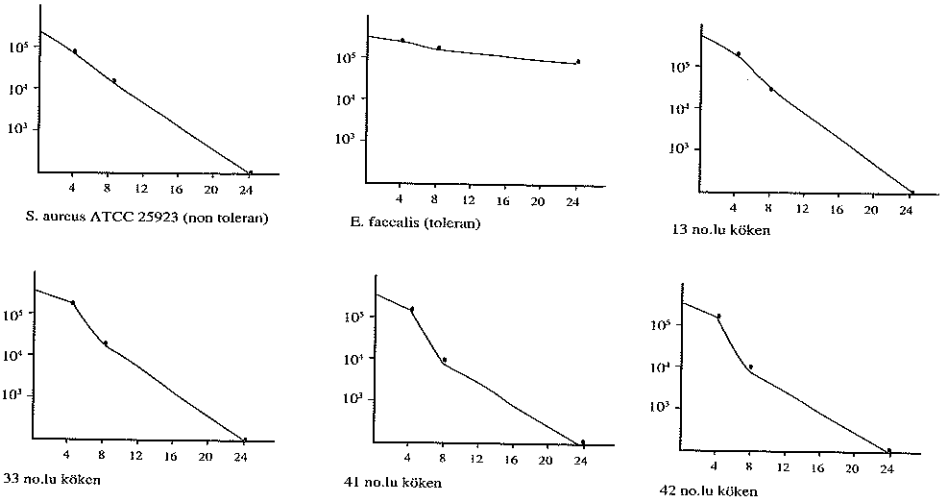 10⁵
10⁴
10³
4 8 12 16 20 24
S. aureus ATCC 25923 (non toleran)
10⁵
10⁴
10³
4 8 12 16 20 24
E. faecalis (toleran)
10⁵
10⁴
10³
4 8 12 16 20 24
13 no.lu köken
10⁵
10⁴
10³
4 8 12 16 20 24
33 no.lu köken
10⁵
10⁴
10³
4 8 12 16 20 24
41 no.lu köken
10⁵
10⁴
10³
4 8 12 16 20 24
42 no.lu köken